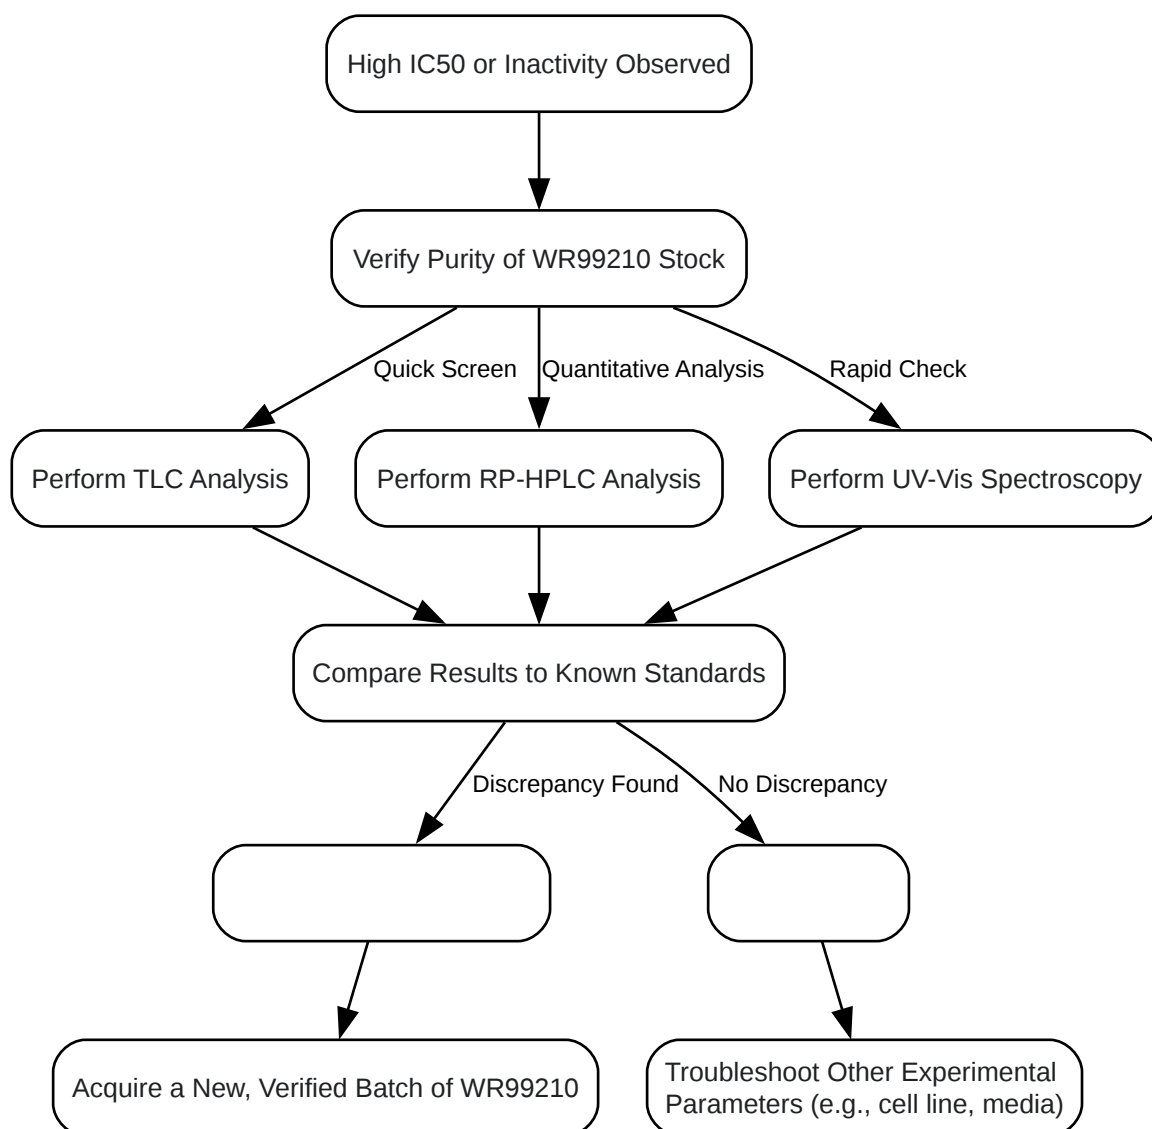 High IC50 or Inactivity Observed
Verify Purity of WR99210 Stock
Quick Screen
Quantitative Analysis
Rapid Check
Perform TLC Analysis
Perform RP-HPLC Analysis
Perform UV-Vis Spectroscopy
Compare Results to Known Standards
Discrepancy Found
No Discrepancy
Acquire a New, Verified Batch of WR99210
Troubleshoot Other Experimental
Parameters (e.g., cell line, media)